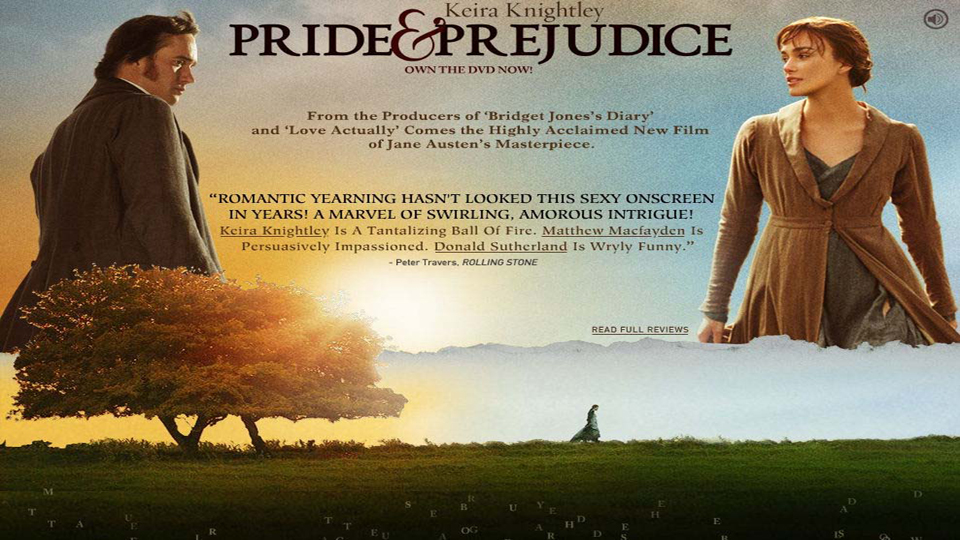 Keira Knightley
PRIDE & PREJUDICE
OWN THE DVD NOW!
From the Producers of ‘Bridget Jones's Diary’
and ‘Love Actually’ Comes the Highly Acclaimed New Film
of Jane Austen's Masterpiece.
“ROMANTIC YEARNING HASN'T LOOKED THIS SEXY ONSCREEN
IN YEARS! A MARVEL OF SWIRLING, AMOROUS INTRIGUE!
Keira Knightley Is A Tantalizing Ball Of Fire. Matthew Macfayden Is
Persuasively Impassioned. Donald Sutherland Is Wryly Funny.”
- Peter Travers, ROLLING STONE
READ FULL REVIEWS